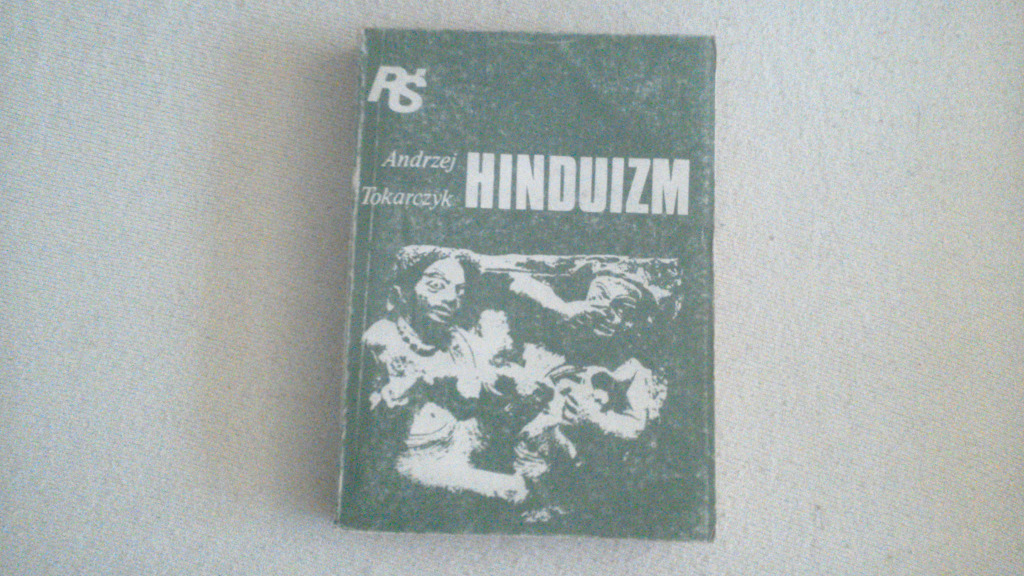 RŚ
Andrzej
Tokarczyk
HINDUIZM